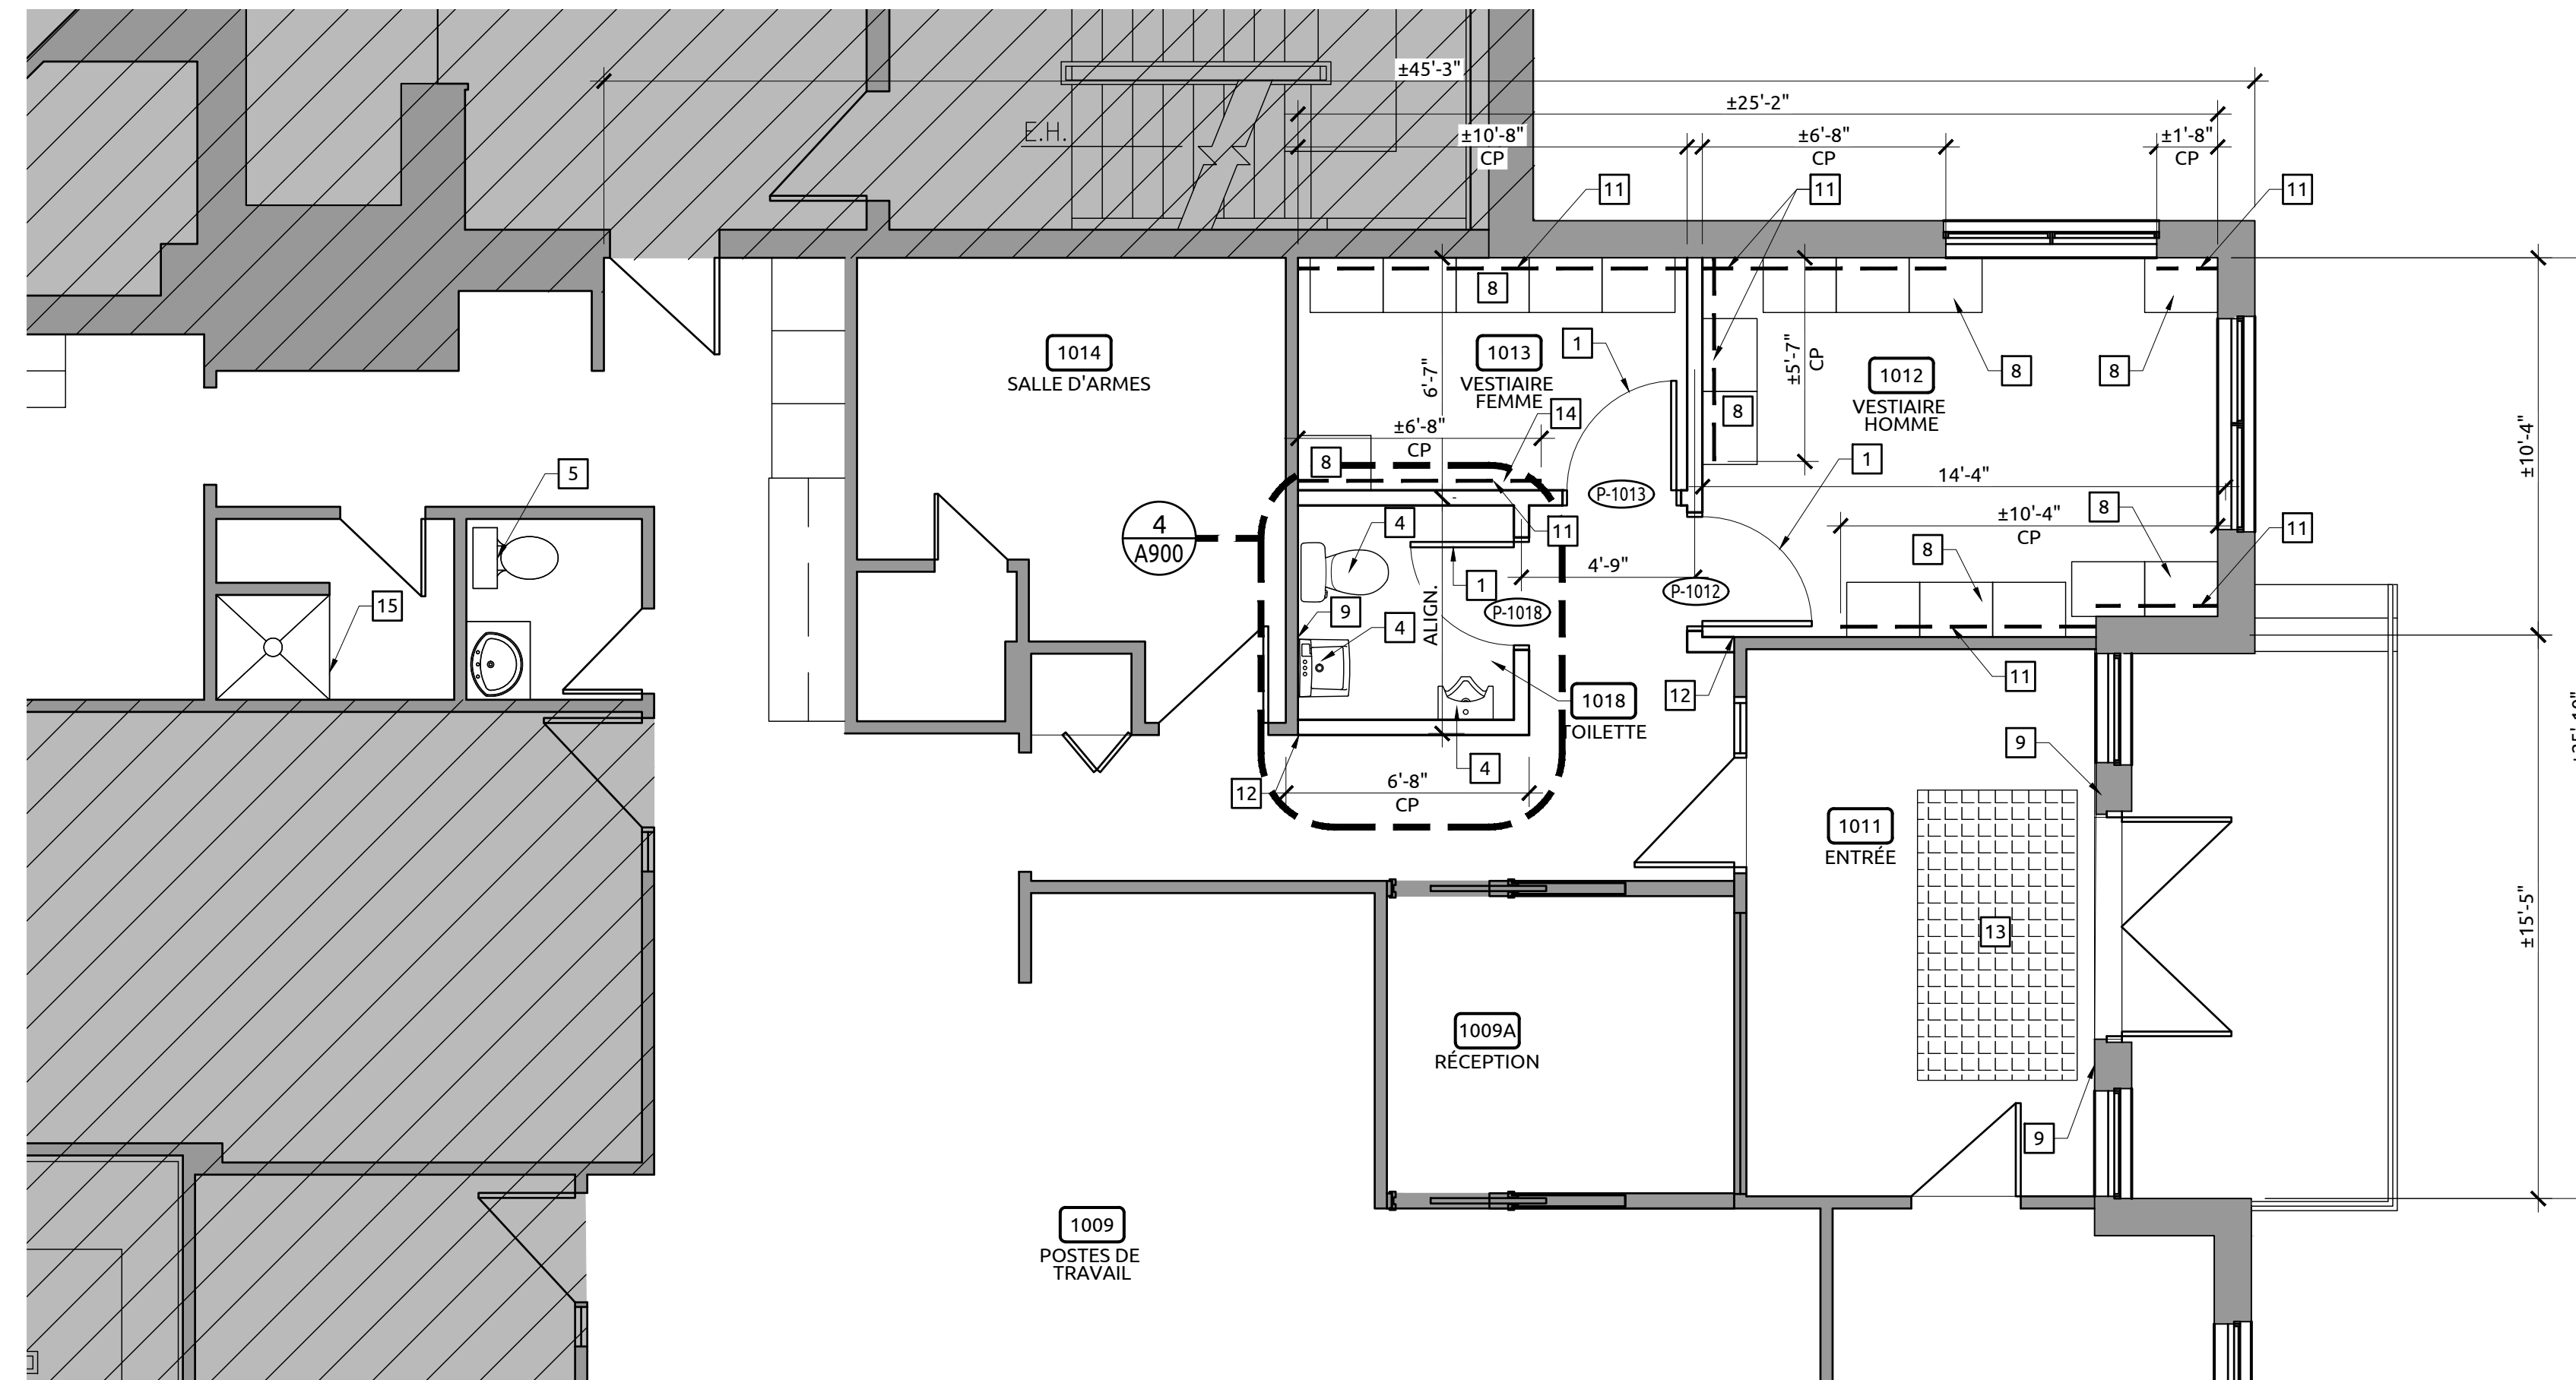 ±45'-3"
±25'-2"
E.H.
±10'-8"
CP
±6'-8"
CP
±1'-8"
CP
11
11
11
8
1014
SALLE D'ARMES
1013
VESTIAIRE
FEMME
1
6'-7"
±5'-7"
CP
1012
VESTIAIRE
HOMME
8
8
8
14
±6'-8"
CP
8
1
14'-4"
±10'-4"
5
P-1013
±10'-4"
CP
8
11
4
A900
4
11
8
4'-9"
P-1012
1
P-1018
9
4
ALIGN.
15
11
12
1018
TOILETTE
9
4
12
6'-8"
CP
1011
ENTRÉE
13
±15'-5"
1009A
RÉCEPTION
9
1009
POSTES DE
TRAVAIL